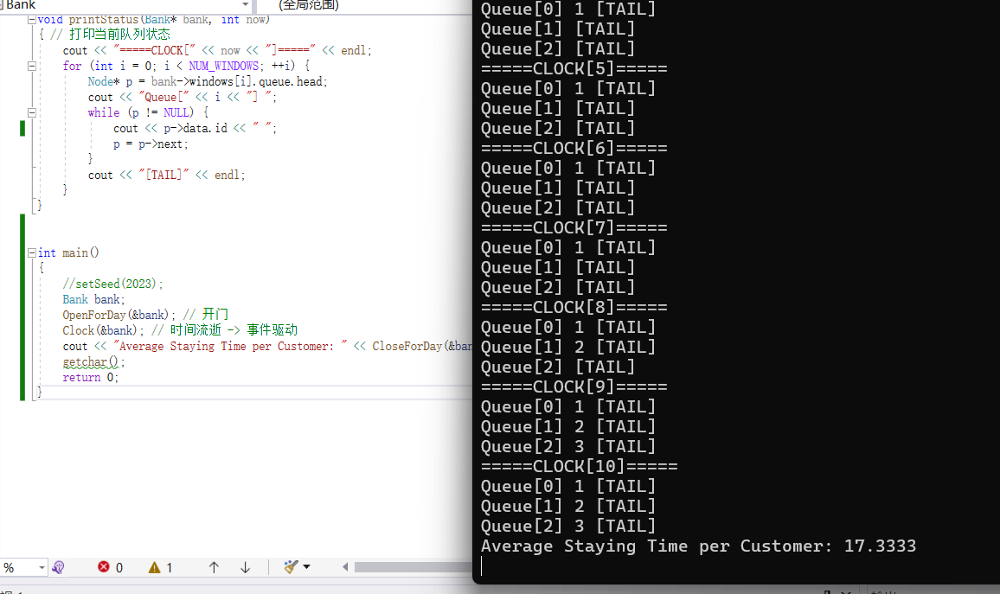 Bank
(全局范围)
void printStatus(Bank* bank, int now)
{ // 打印当前队列状态
cout << "=====CLOCK[" << now << "]=====" << endl;
for (int i = 0; i < NUM_WINDOWS; ++i) {
Node* p = bank->windows[i].queue.head;
cout << "Queue[" << i << "] ";
while (p != NULL) {
cout << p->data.id << " ";
p = p->next;
}
cout << "[TAIL]" << endl;
}
}
int main()
{
//setSeed(2023);
Bank bank;
OpenForDay(&bank); // 开门
Clock(&bank); // 时间流逝 -> 事件驱动
cout << "Average Staying Time per Customer: " << CloseForDay(&ban
getchar();
return 0;
}
%
0
1
Queue[0] 1 [TAIL]
Queue[1] [TAIL]
Queue[2] [TAIL]
=====CLOCK[5]=====
Queue[0] 1 [TAIL]
Queue[1] [TAIL]
Queue[2] [TAIL]
=====CLOCK[6]=====
Queue[0] 1 [TAIL]
Queue[1] [TAIL]
Queue[2] [TAIL]
=====CLOCK[7]=====
Queue[0] 1 [TAIL]
Queue[1] [TAIL]
Queue[2] [TAIL]
=====CLOCK[8]=====
Queue[0] 1 [TAIL]
Queue[1] 2 [TAIL]
Queue[2] [TAIL]
=====CLOCK[9]=====
Queue[0] 1 [TAIL]
Queue[1] 2 [TAIL]
Queue[2] 3 [TAIL]
=====CLOCK[10]=====
Queue[0] 1 [TAIL]
Queue[1] 2 [TAIL]
Queue[2] 3 [TAIL]
Average Staying Time per Customer: 17.3333